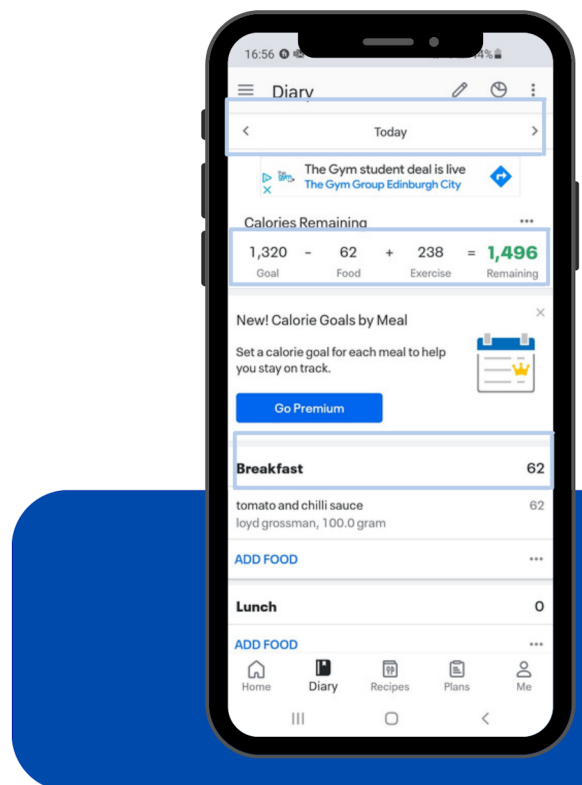 16:56
4%
Diary
Today
The Gym student deal is live
The Gym Group Edinburgh City
Calories Remaining
1,320 - 62 + 238 = 1,496
Goal Food Exercise Remaining
New! Calorie Goals by Meal
Set a calorie goal for each meal to help
you stay on track.
Go Premium
Breakfast 62
tomato and chilli sauce 62
loyd grossman, 100.0 gram
ADD FOOD
Lunch 0
ADD FOOD
Home Diary Recipes Plans Me